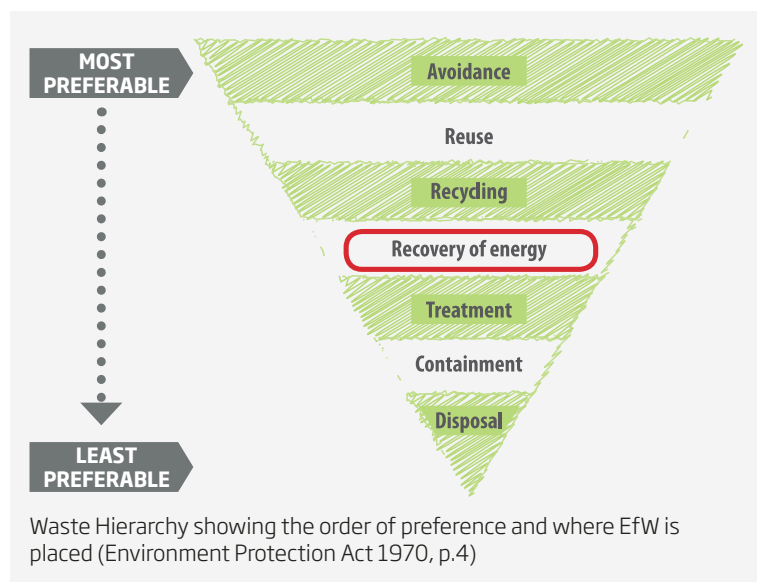 MOST
PREFERABLE
Avoidance
Reuse
Recycling
Recovery of energy
Treatment
Containment
Disposal
LEAST
PREFERABLE
Waste Hierarchy showing the order of preference and where EfW is
placed (Environment Protection Act 1970, p.4)